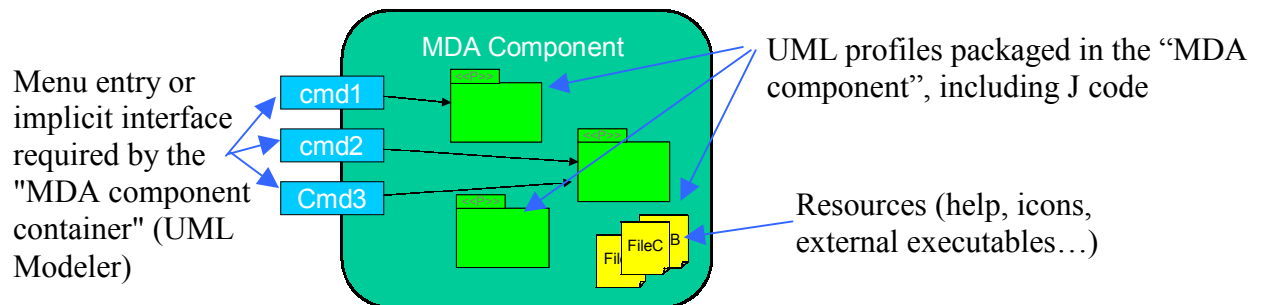 Menu entry or
implicit interface
required by the
"MDA component
container" (UML
Modeler)
cmd1
cmd2
Cmd3
MDA Component
<<P>>
<<P>>
<<P>>
FileC
B
UML profiles packaged in the “MDA
component”, including J code
Resources (help, icons,
external executables…)